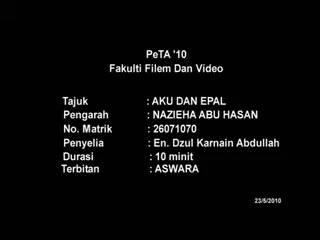 PeTA '10
Fakulti Filem Dan Video
Tajuk : AKU DAN EPAL
Pengarah : NAZIEHA ABU HASAN
No. Matrik : 26071070
Penyelia : En. Dzul Karnain Abdullah
Durasi : 10 minit
Terbitan : ASWARA
23/5/2010